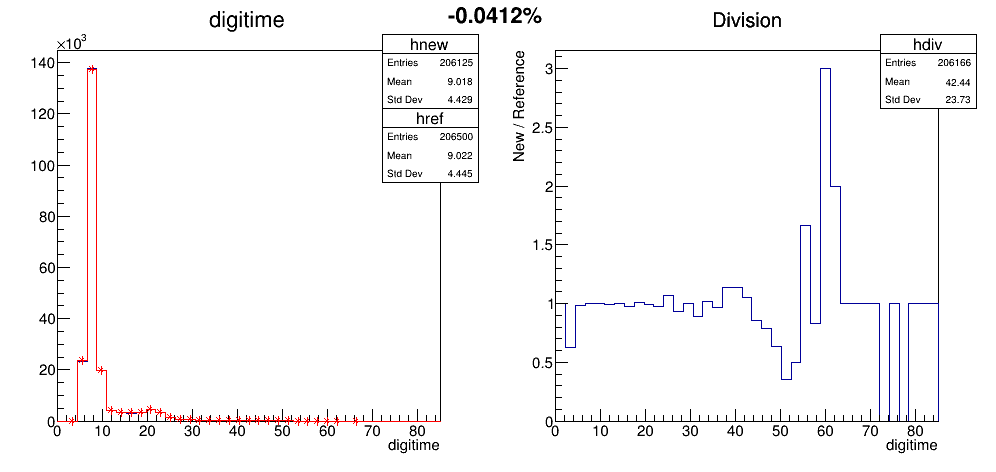 -0.0412%
digitime
×10³
hnew
Entries 206125
Mean 9.018
Std Dev 4.429
href
Entries 206500
Mean 9.022
Std Dev 4.445
140
120
100
80
60
40
20
0
0 10 20 30 40 50 60 70 80
digitime
Division
hdiv
Entries 206166
Mean 42.44
Std Dev 23.73
New / Reference
3
2.5
2
1.5
1
0.5
0
0 10 20 30 40 50 60 70 80
digitime